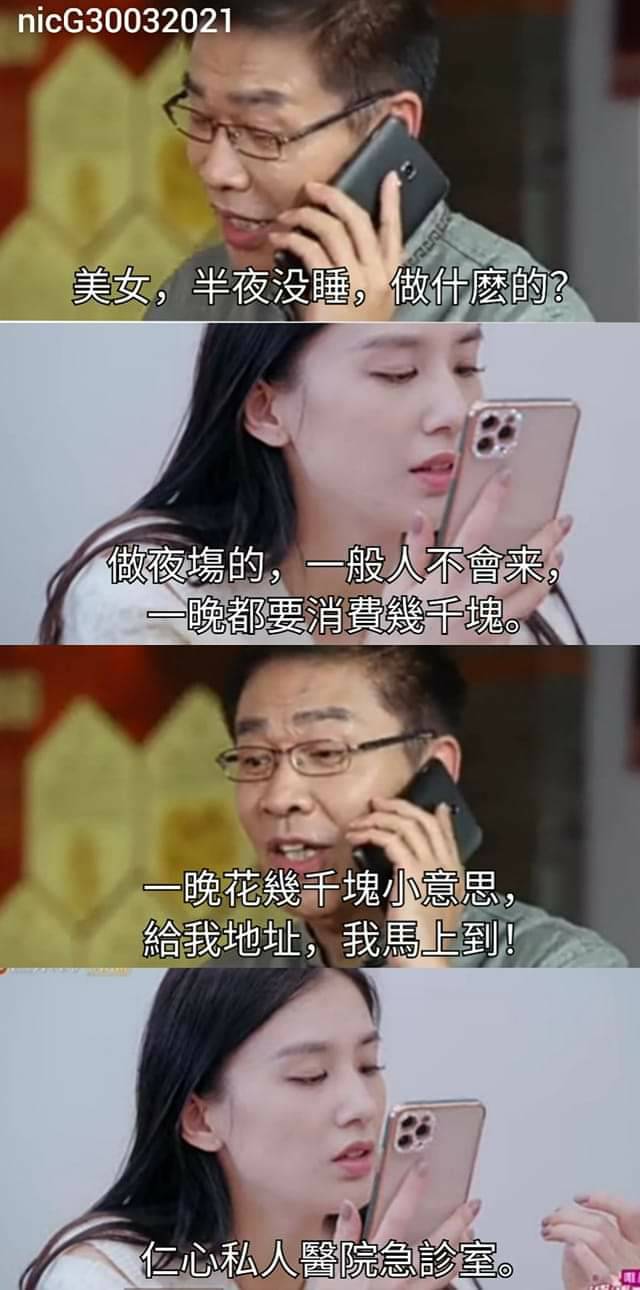 nicG30032021
美女，半夜没睡，做什麽的？
做夜塲的，一般人不會来，
一晚都要消費幾千塊。
一晚花幾千塊小意思，
給我地址，我馬上到！
仁心私人醫院急診室。